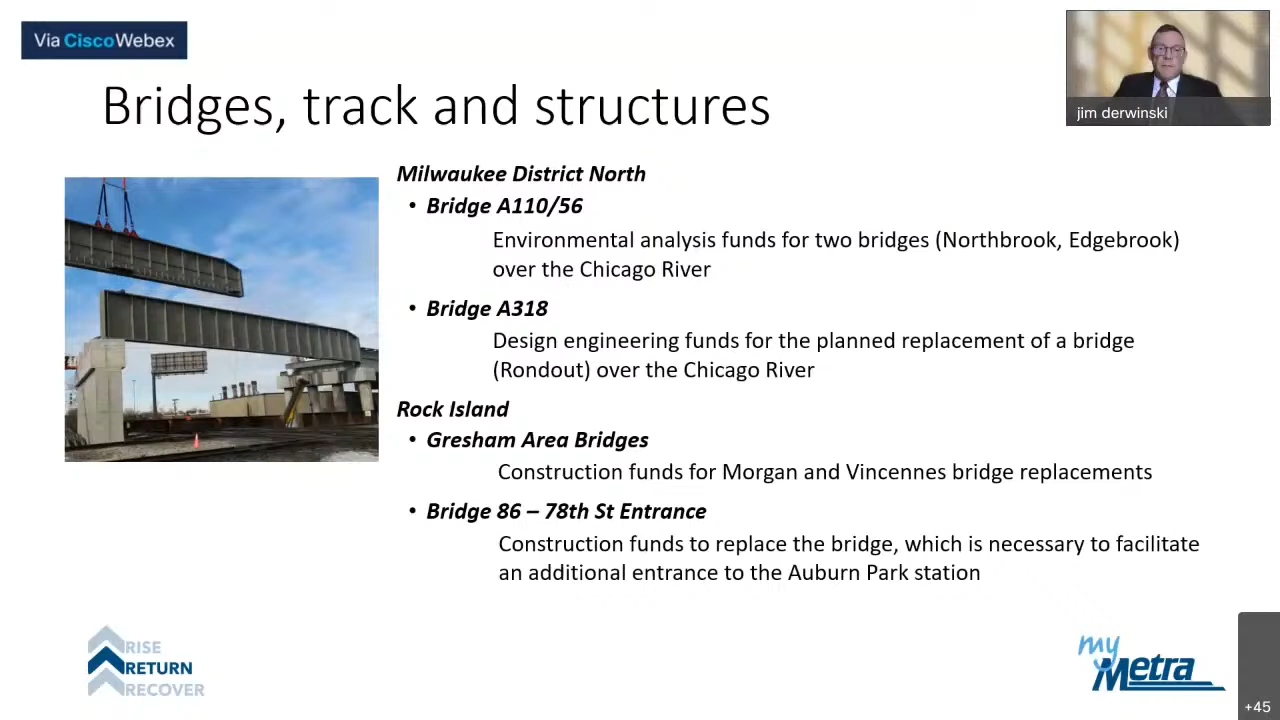 Via CiscoWebex
jim derwinski
Bridges, track and structures
Milwaukee District North
• Bridge A110/56
Environmental analysis funds for two bridges (Northbrook, Edgebrook)
over the Chicago River
• Bridge A318
Design engineering funds for the planned replacement of a bridge
(Rondout) over the Chicago River
Rock Island
• Gresham Area Bridges
Construction funds for Morgan and Vincennes bridge replacements
• Bridge 86 – 78th St Entrance
Construction funds to replace the bridge, which is necessary to facilitate
an additional entrance to the Auburn Park station
RISE
RETURN
RECOVER
my
Metra
+45